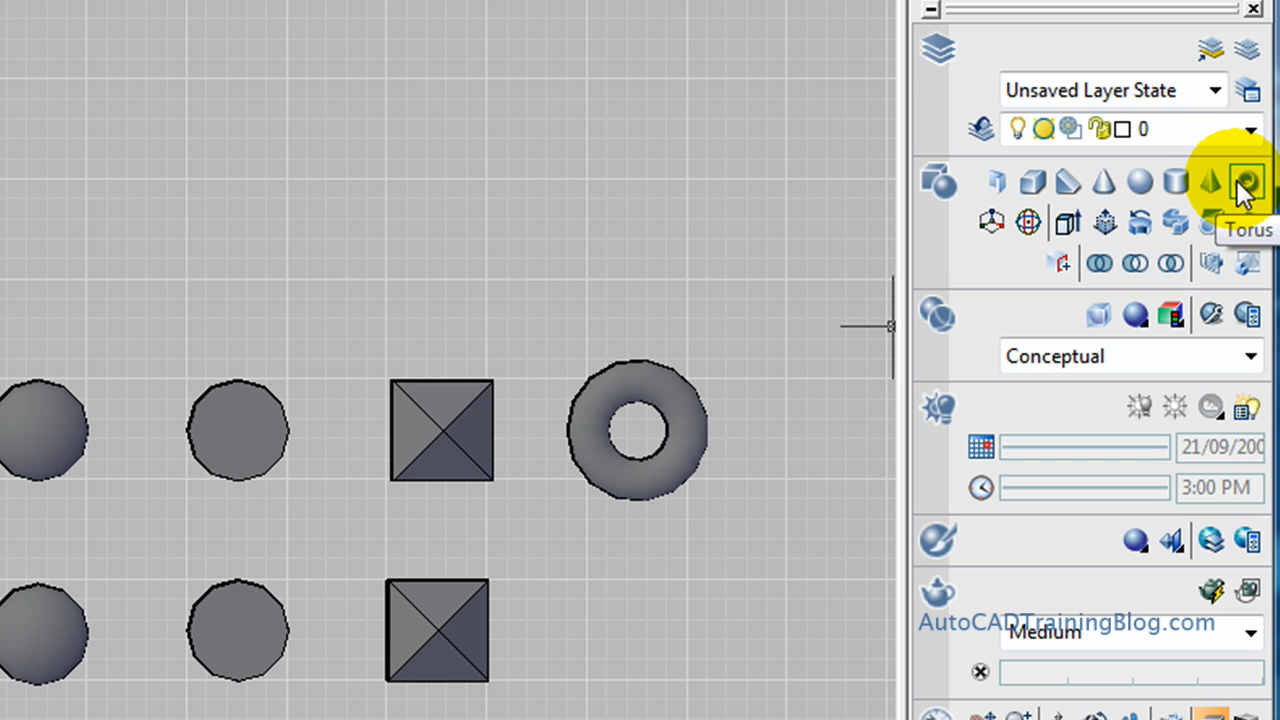 Unsaved Layer State
0
Torus
Conceptual
21/09/200
3:00 PM
AutoCADTrainingBlog.com
Medium